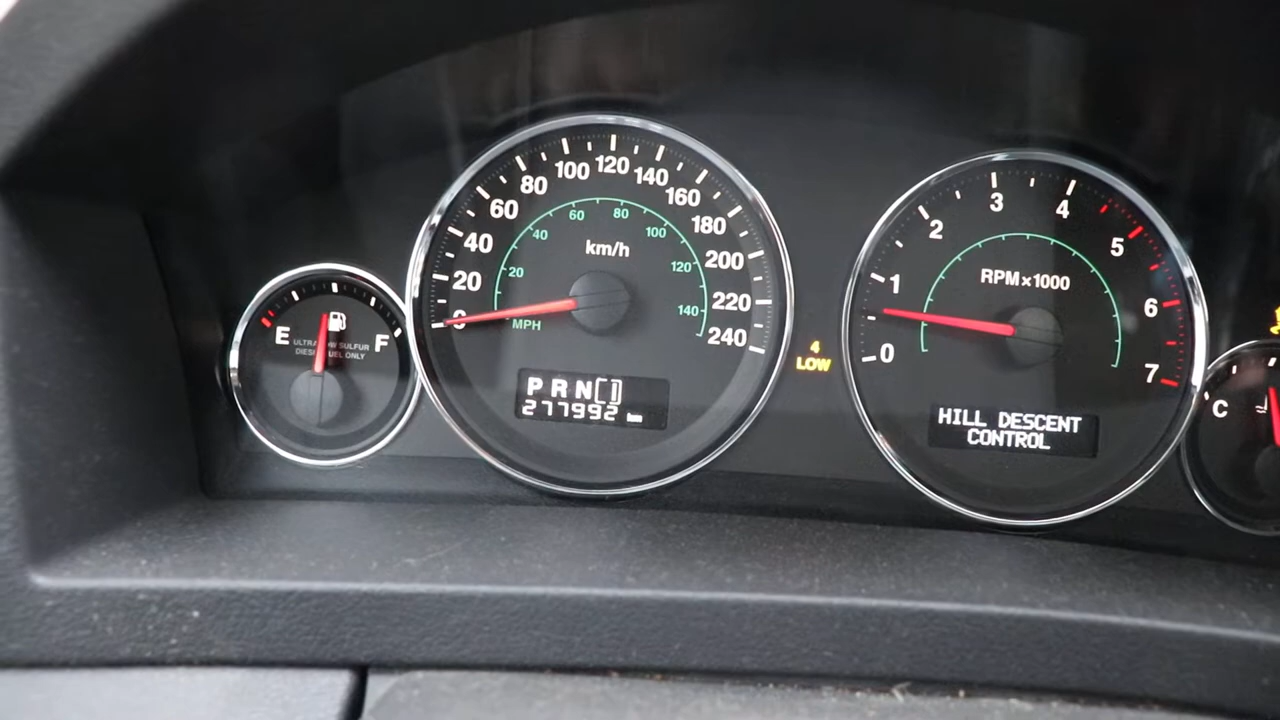 E F
ULTRA LOW SULFUR
DIESEL FUEL ONLY
0 20 40 60 80 100 120 140 160 180 200 220 240
20 40 60 80 100 120 140
km/h
MPH
P R N [ ]
277992 km
4
LOW
0 1 2 3 4 5 6 7
RPM×1000
HILL DESCENT
CONTROL
C